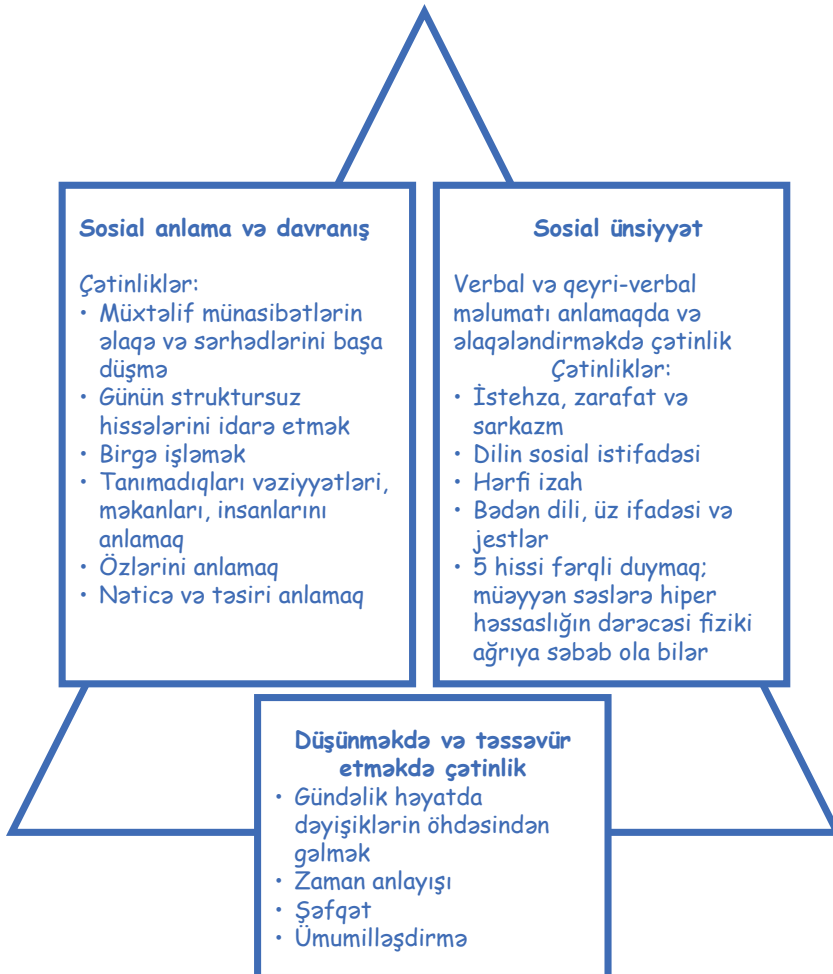 Sosial anlama və davranış
Çətinliklər:
• Müxtəlif münasibətlərin
əlaqə və sərhədlərini başa
düşmə
• Günün struktursuz
hissələrini idarə etmək
• Birgə işləmək
• Tanımadıqları vəziyyətləri,
məkanları, insanlarını
anlamaq
• Özlərini anlamaq
• Nəticə və təsiri anlamaq
Sosial ünsiyyət
Verbal və qeyri-verbal
məlumatı anlamaqda və
əlaqələndirməkdə çətinlik
Çətinliklər:
• İstehza, zarafat və
sarkazm
• Dilin sosial istifadəsi
• Hərfi izah
• Bədən dili, üz ifadəsi və
jestlər
• 5 hissi fərqli duymaq;
müəyyən səslərə hiper
həssaslığın dərəcəsi fiziki
ağrıya səbəb ola bilər
Düşünməkdə və təssəvür
etməkdə çətinlik
• Gündəlik həyatda
dəyişiklərin öhdəsindən
gəlmək
• Zaman anlayışı
• Şəfqət
• Ümumilləşdirmə